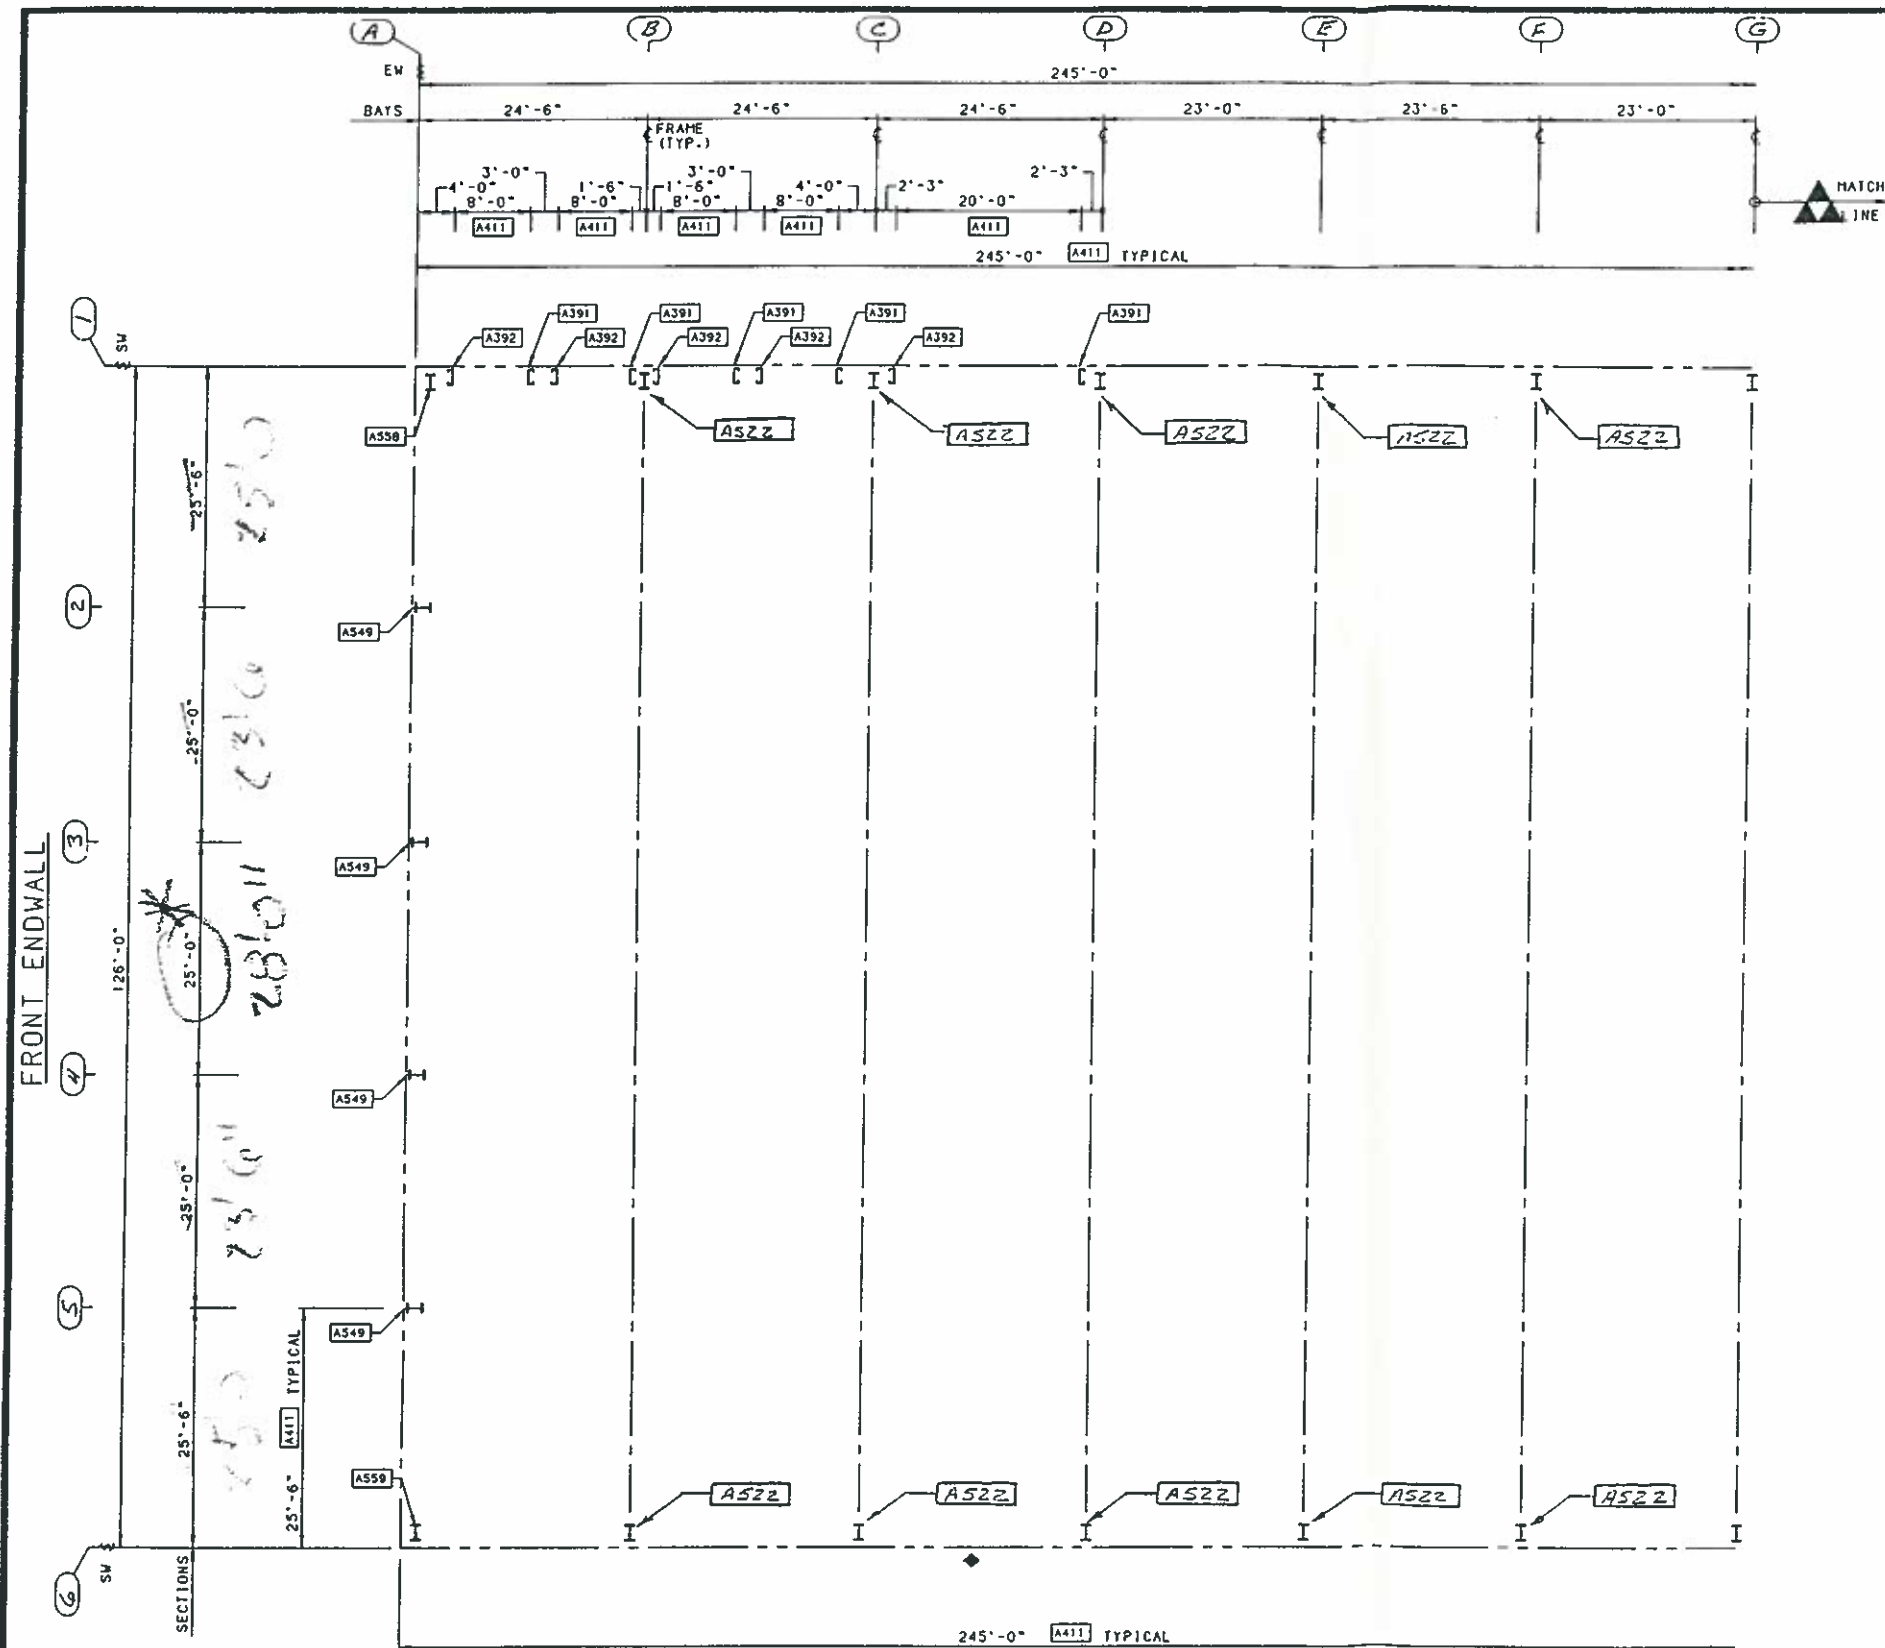 A B C D E F G
EW
245'-0"
BAYS 24'-6" 24'-6" 24'-6" 23'-0" 23'-6" 23'-0"
FRAME
(TYP.)
3'-0" 3'-0" 2'-3"
4'-0" 1'-6" 1'-6" 4'-0" 2'-3"
8'-0" 8'-0" 8'-0" 8'-0" 20'-0"
A411 A411 A411 A411 A411
MATCH
LINE
245'-0" A411 TYPICAL
1
SW
A391 A391 A391 A391 A391
A392 A392 A392 A392 A392
A558
A522 A522 A522 A522 A522
25'-6"
2
A549
25'-0"
3
A549
FRONT ENDWALL
126'-0"
25'-0"
28'0"
4
A549
25'-0"
23'6"
5
A549
25'-6"
25'-6" A411 TYPICAL
A559
A522 A522 A522 A522 A522
6
SW
SECTIONS
245'-0" A411 TYPICAL